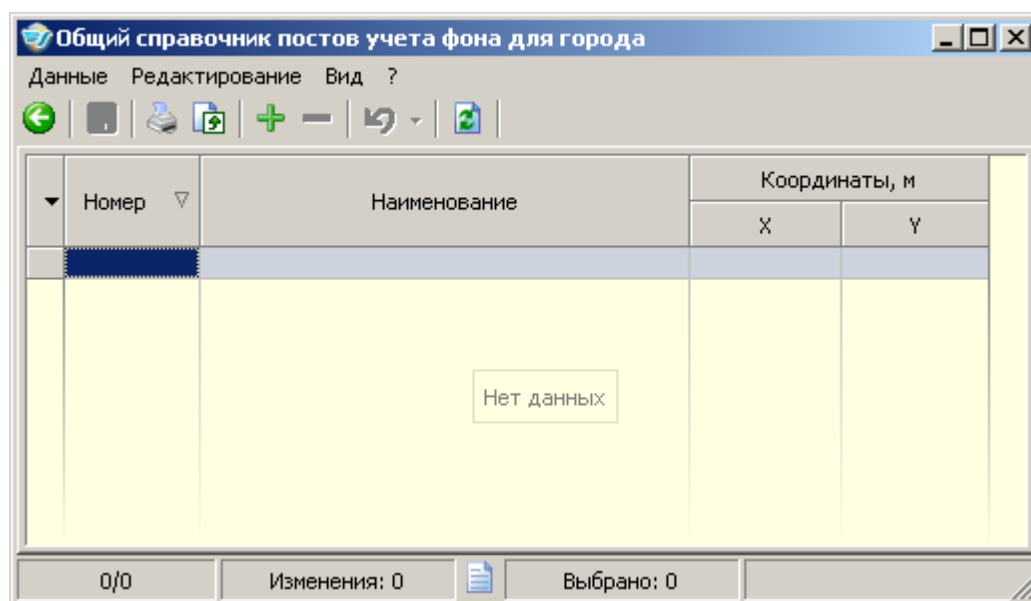 Общий справочник постов учета фона для города
Данные Редактирование Вид ?
Номер Наименование Координаты, м
X Y
Нет данных
0/0 Изменения: 0 Выбрано: 0